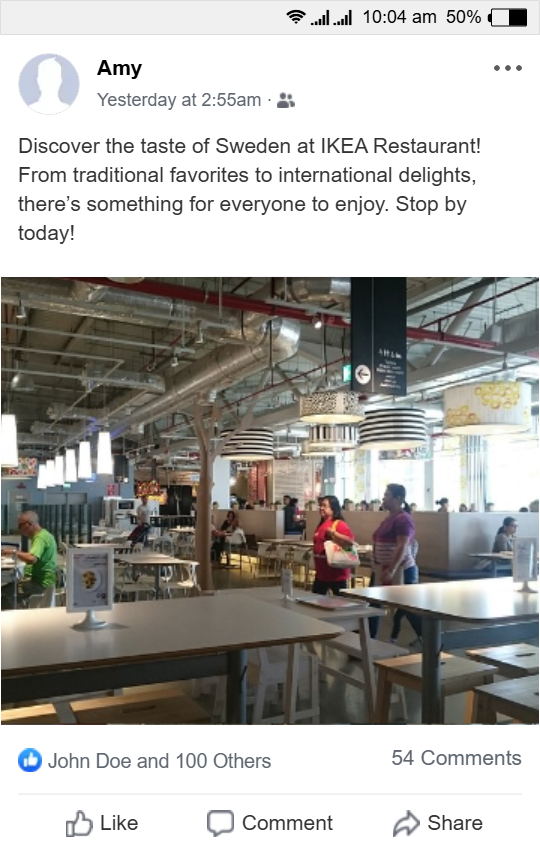 10:04 am 50%
Amy
Yesterday at 2:55am ·
Discover the taste of Sweden at IKEA Restaurant!
From traditional favorites to international delights,
there’s something for everyone to enjoy. Stop by
today!
John Doe and 100 Others
54 Comments
Like
Comment
Share